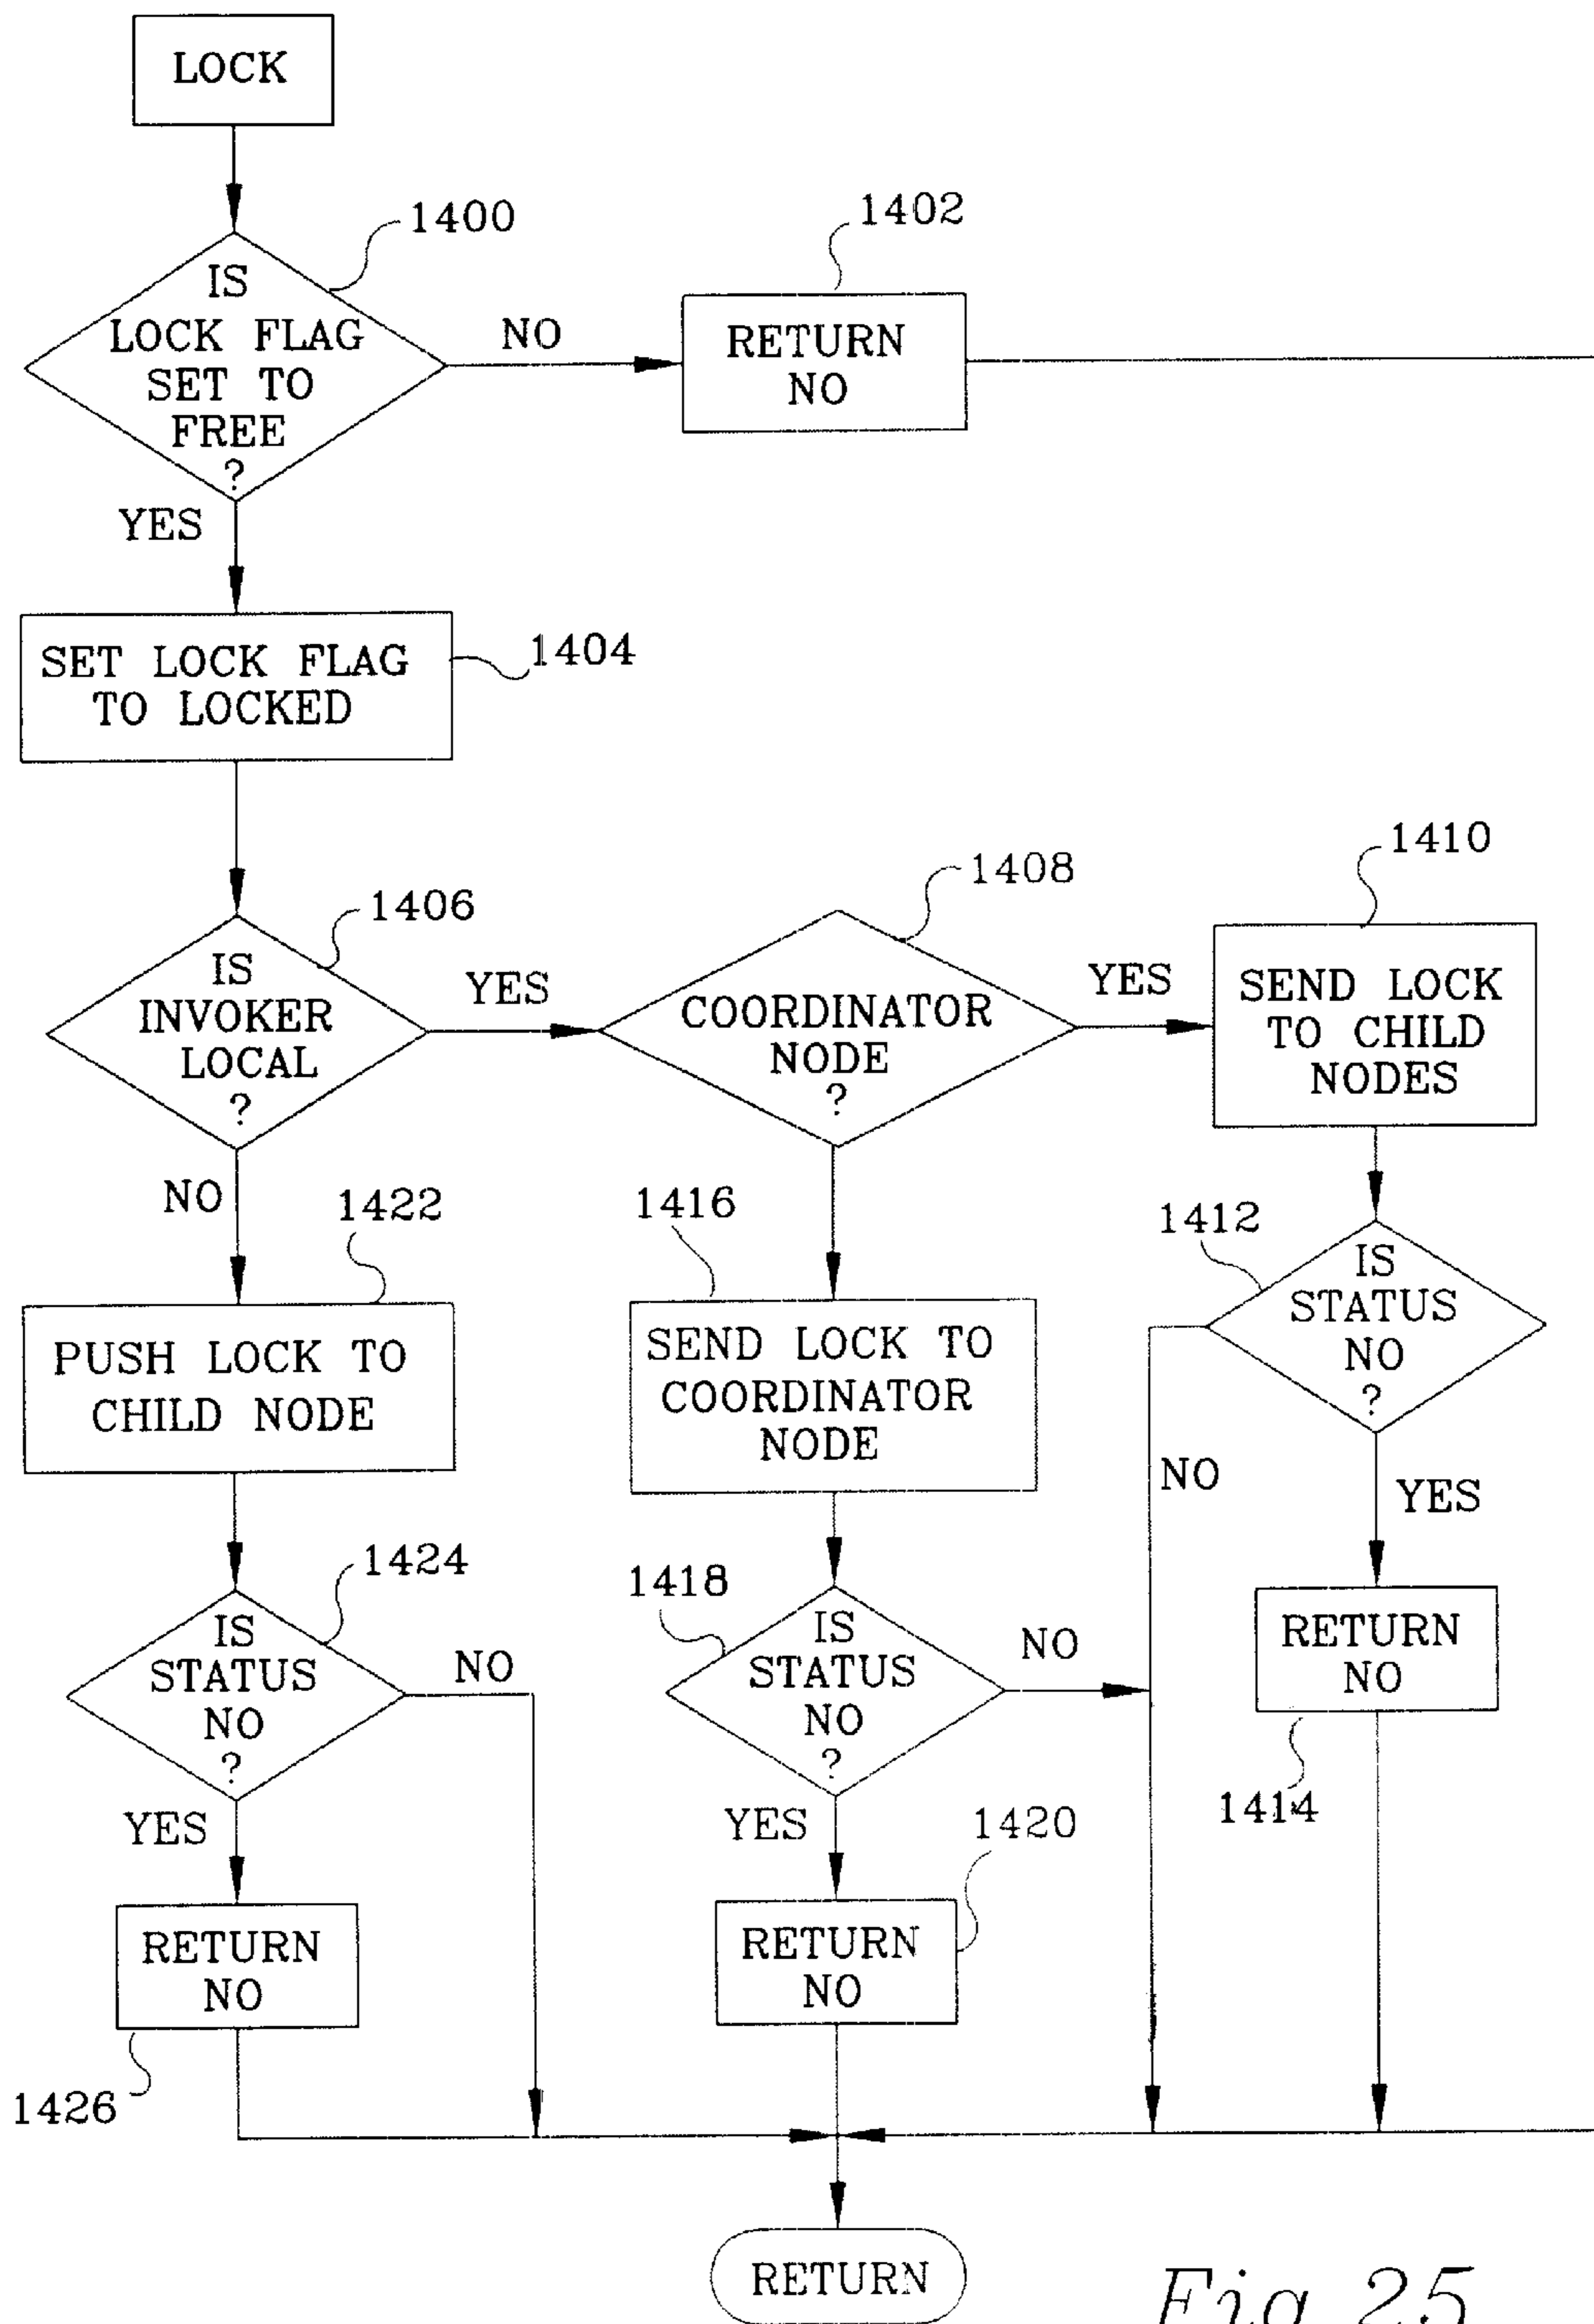 LOCK
1400
1402
IS
LOCK FLAG
SET TO
FREE
?
NO
RETURN
NO
YES
SET LOCK FLAG
TO LOCKED
1404
1406
1408
1410
IS
INVOKER
LOCAL
?
YES
COORDINATOR
NODE
?
YES
SEND LOCK
TO CHILD
NODES
NO
1422
1416
1412
PUSH LOCK TO
CHILD NODE
SEND LOCK TO
COORDINATOR
NODE
IS
STATUS
NO
?
NO
YES
1424
1418
IS
STATUS
NO
?
NO
IS
STATUS
NO
?
NO
RETURN
NO
1414
YES
YES
1420
RETURN
NO
1426
RETURN
NO
RETURN
Fig 25